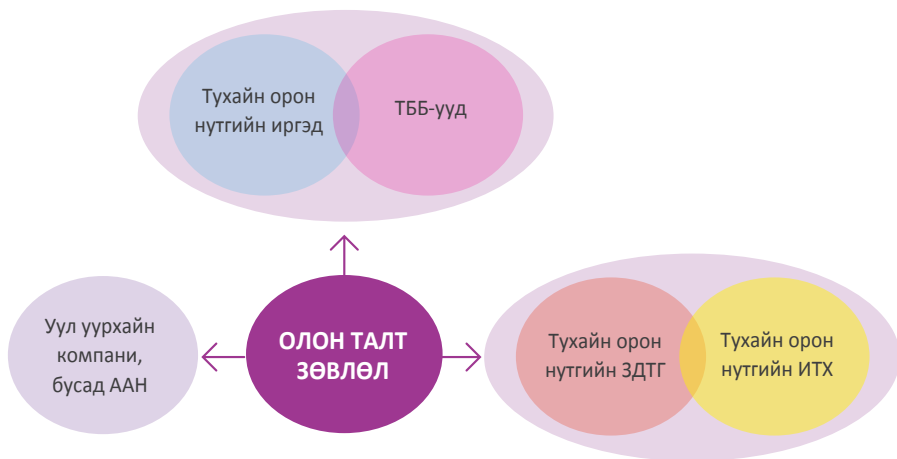 Тухайн орон
нутгийн иргэд
ТББ-ууд
Уул уурхайн
компани,
бусад ААН
ОЛОН ТАЛТ
ЗӨВЛӨЛ
Тухайн орон
нутгийн ЗДТГ
Тухайн орон
нутгийн ИТХ